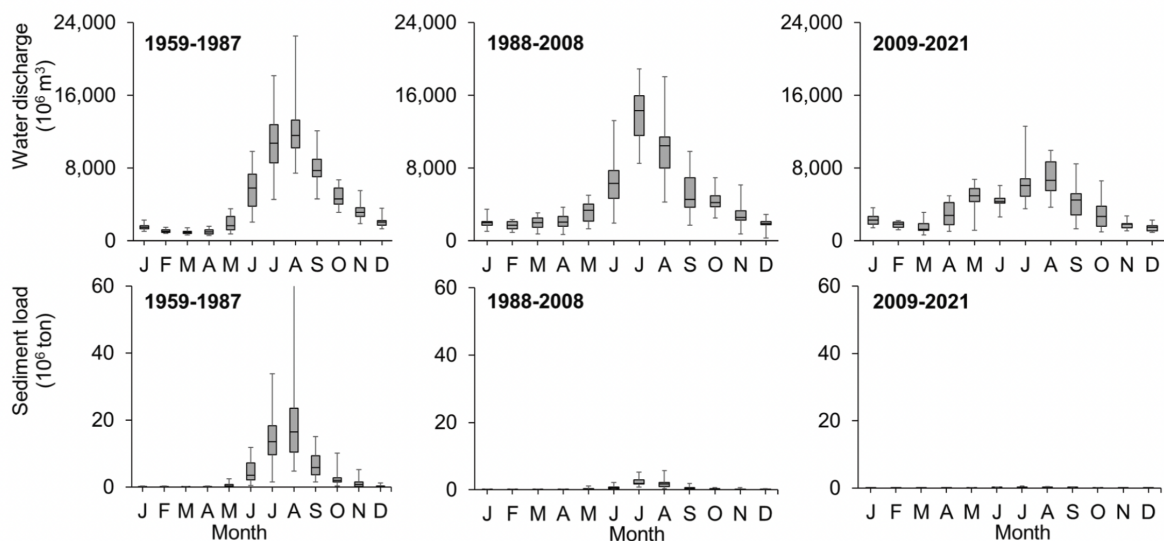 Water discharge
(10⁶ m³)
24,000
16,000
8,000
0
1959-1987
J F M A M J J A S O N D
24,000
16,000
8,000
0
1988-2008
J F M A M J J A S O N D
24,000
16,000
8,000
0
2009-2021
J F M A M J J A S O N D
Sediment load
(10⁶ ton)
60
40
20
0
1959-1987
J F M A M J J A S O N D
Month
60
40
20
0
1988-2008
J F M A M J J A S O N D
Month
60
40
20
0
2009-2021
J F M A M J J A S O N D
Month